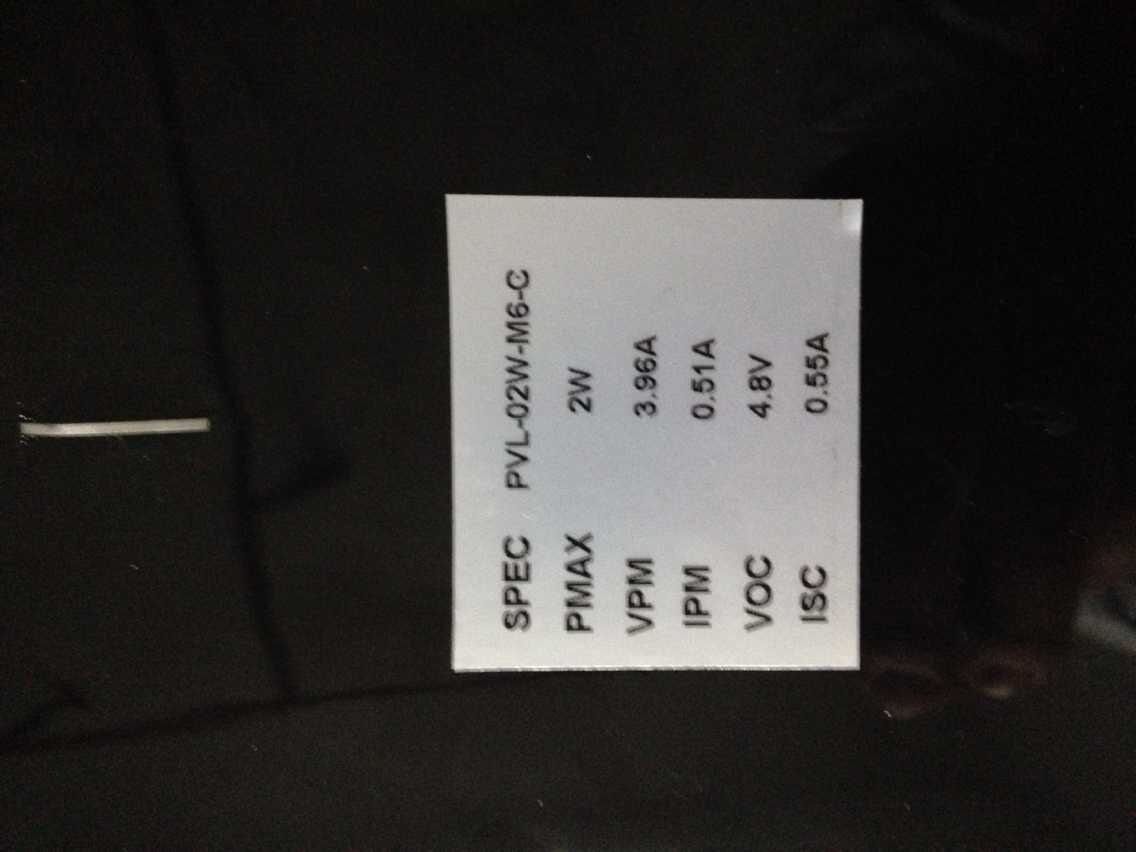 SPEC PVL-02W-M6-C
PMAX 2W
VPM 3.96A
IPM 0.51A
VOC 4.8V
ISC 0.55A